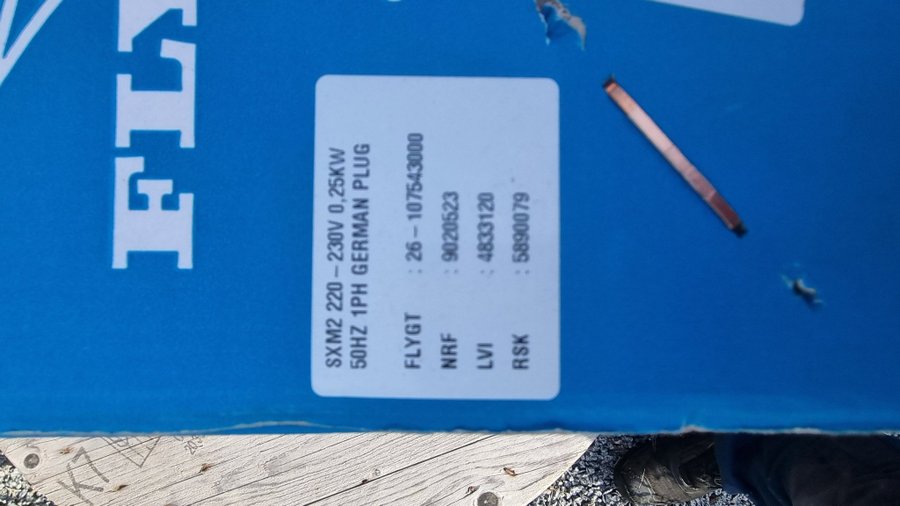 FLY
SXM2 220-230V 0,25KW
50HZ 1PH GERMAN PLUG
FLYGT : 26-107543000
NRF : 9020523
LVI : 4833120
RSK : 5890079
K7